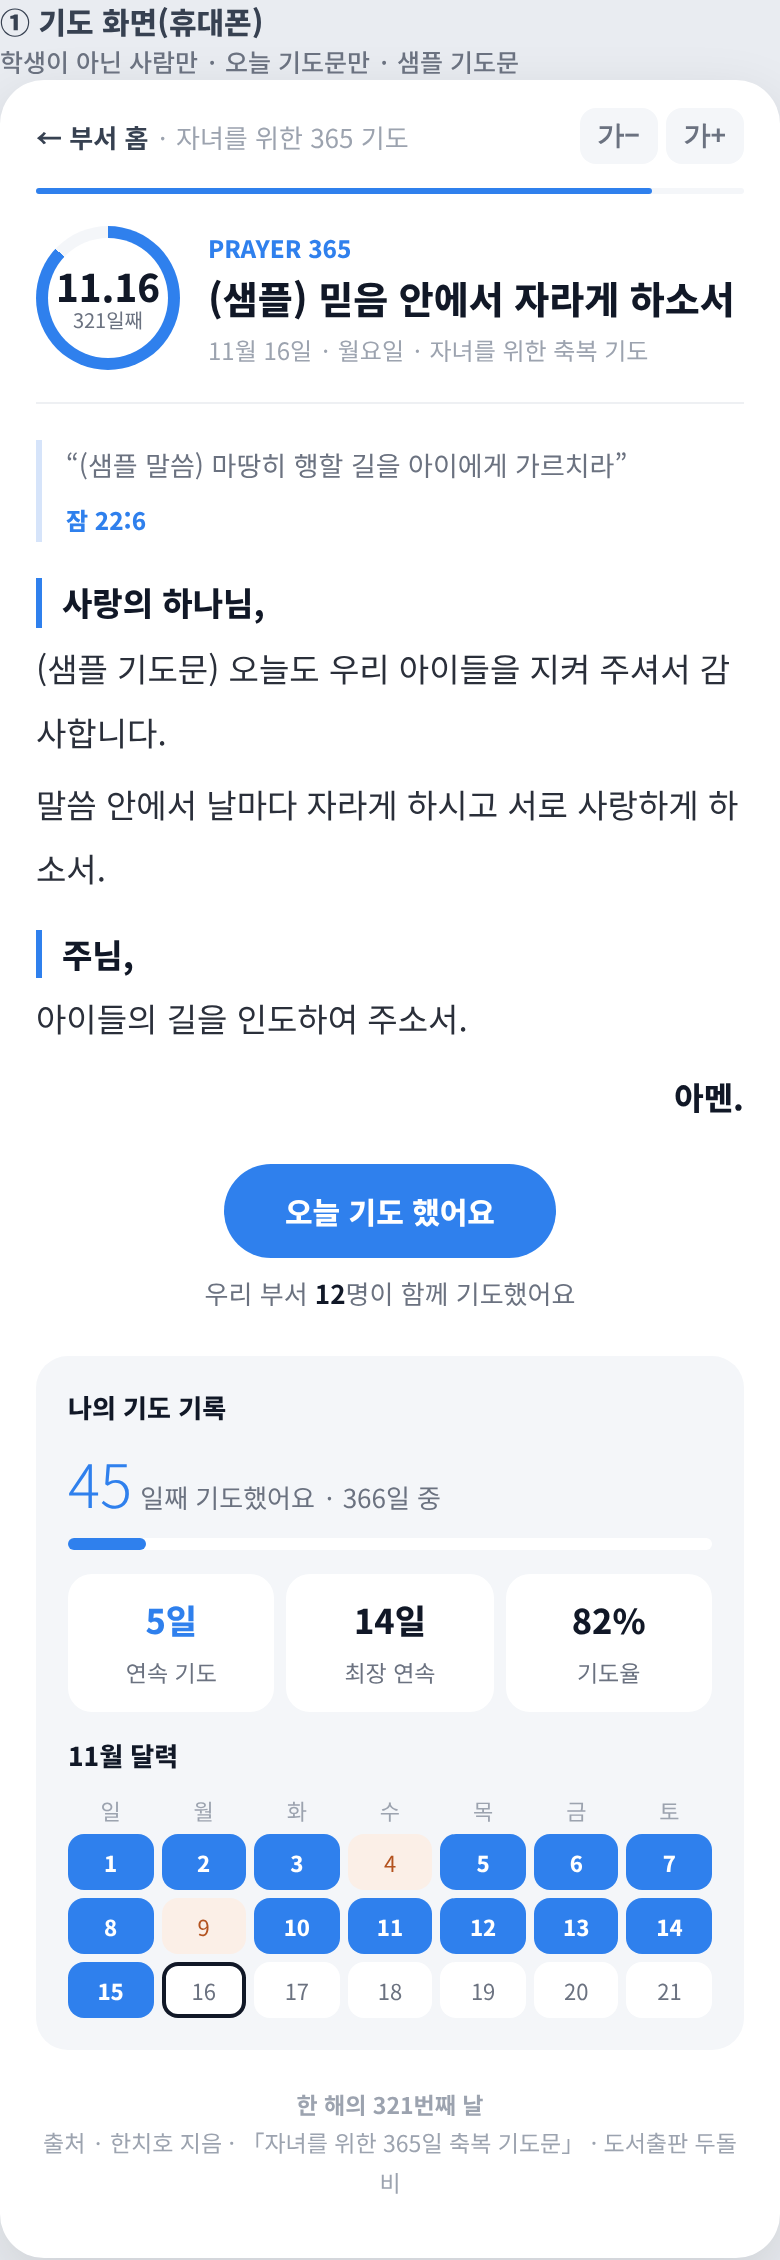 ① 기도 화면(휴대폰)
학생이 아닌 사람만 · 오늘 기도문만 · 샘플 기도문
← 부서 홈 · 자녀를 위한 365 기도
가−
가+
11.16
321일째
PRAYER 365
(샘플) 믿음 안에서 자라게 하소서
11월 16일 · 월요일 · 자녀를 위한 축복 기도
“(샘플 말씀) 마땅히 행할 길을 아이에게 가르치라”
잠 22:6
사랑의 하나님,
(샘플 기도문) 오늘도 우리 아이들을 지켜 주셔서 감
사합니다.
말씀 안에서 날마다 자라게 하시고 서로 사랑하게 하
소서.
주님,
아이들의 길을 인도하여 주소서.
아멘.
오늘 기도 했어요
우리 부서 12명이 함께 기도했어요
나의 기도 기록
45 일째 기도했어요 · 366일 중
5일 14일 82%
연속 기도 최장 연속 기도율
11월 달력
일 월 화 수 목 금 토
1 2 3 4 5 6 7
8 9 10 11 12 13 14
15 16 17 18 19 20 21
한 해의 321번째 날
출처 · 한치호 지음 · 「자녀를 위한 365일 축복 기도문」 · 도서출판 두돌
비